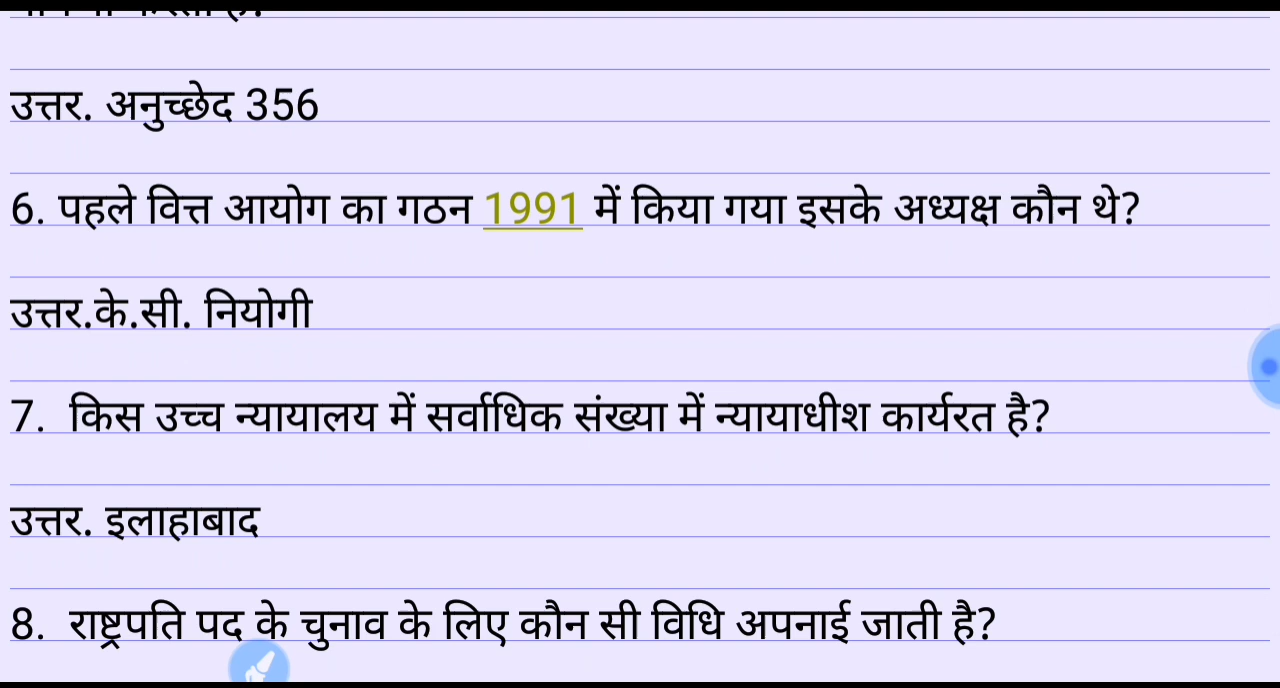 उत्तर. अनुच्छेद 356
6. पहले वित्त आयोग का गठन 1991 में किया गया इसके अध्यक्ष कौन थे?
उत्तर.के.सी. नियोगी
7. किस उच्च न्यायालय में सर्वाधिक संख्या में न्यायाधीश कार्यरत है?
उत्तर. इलाहाबाद
8. राष्ट्रपति पद के चुनाव के लिए कौन सी विधि अपनाई जाती है?